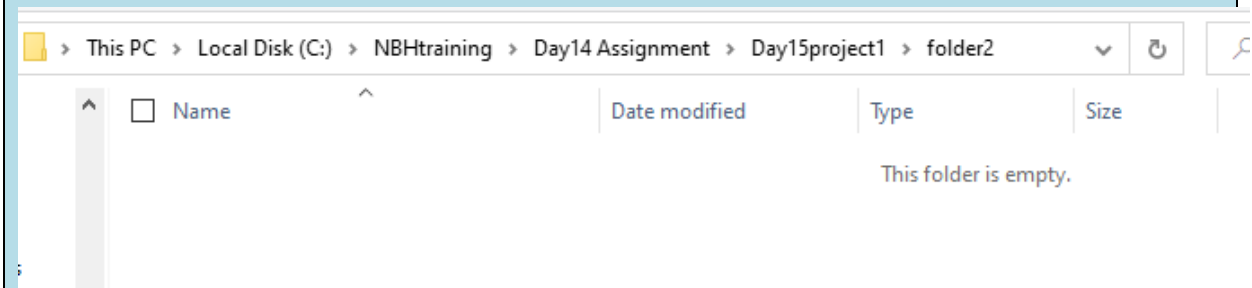 This PC > Local Disk (C:) > NBHtraining > Day14 Assignment > Day15project1 > folder2
Name Date modified Type Size
This folder is empty.
s